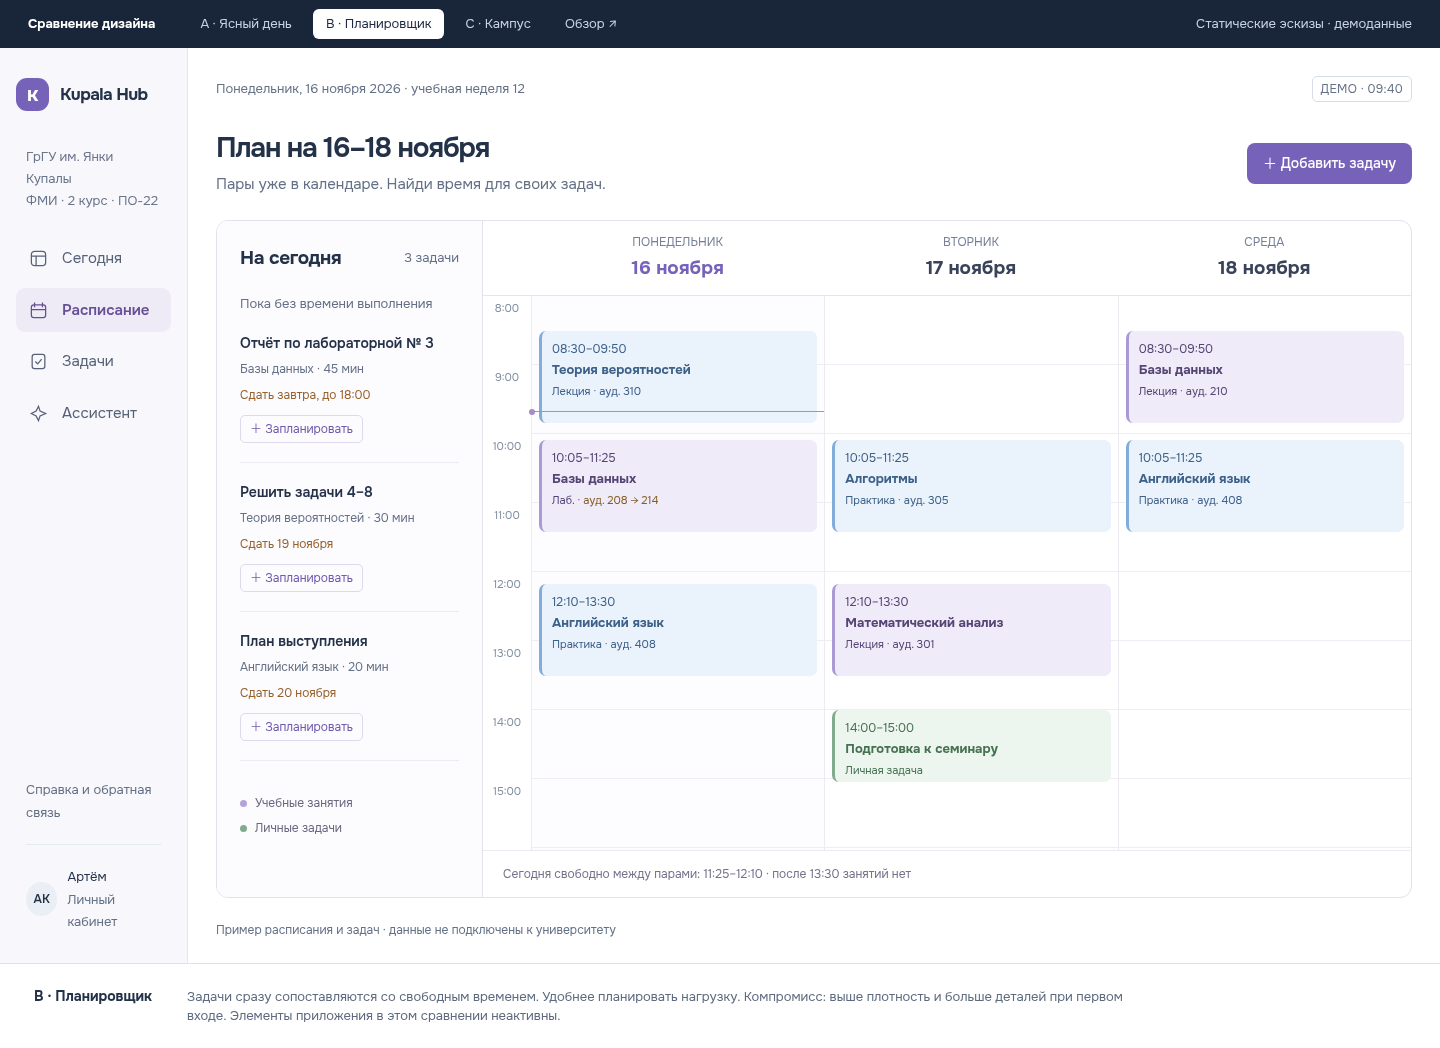 Сравнение дизайна
A · Ясный день
B · Планировщик
C · Кампус
Обзор ↗
Статические эскизы · демоданные
K
Kupala Hub
ГрГУ им. Янки
Купалы
ФМИ · 2 курс · ПО-22
Сегодня
Расписание
Задачи
Ассистент
Справка и обратная
связь
АК
Артём
Личный
кабинет
Понедельник, 16 ноября 2026 · учебная неделя 12
ДЕМО · 09:40
План на 16–18 ноября
Пары уже в календаре. Найди время для своих задач.
+ Добавить задачу
На сегодня
3 задачи
Пока без времени выполнения
Отчёт по лабораторной № 3
Базы данных · 45 мин
Сдать завтра, до 18:00
+ Запланировать
Решить задачи 4–8
Теория вероятностей · 30 мин
Сдать 19 ноября
+ Запланировать
План выступления
Английский язык · 20 мин
Сдать 20 ноября
+ Запланировать
Учебные занятия
Личные задачи
ПОНЕДЕЛЬНИК
16 ноября
ВТОРНИК
17 ноября
СРЕДА
18 ноября
8:00
9:00
10:00
11:00
12:00
13:00
14:00
15:00
08:30–09:50
Теория вероятностей
Лекция · ауд. 310
10:05–11:25
Базы данных
Лаб. · ауд. 208 → 214
12:10–13:30
Английский язык
Практика · ауд. 408
10:05–11:25
Алгоритмы
Практика · ауд. 305
12:10–13:30
Математический анализ
Лекция · ауд. 301
14:00–15:00
Подготовка к семинару
Личная задача
08:30–09:50
Базы данных
Лекция · ауд. 210
10:05–11:25
Английский язык
Практика · ауд. 408
Сегодня свободно между парами: 11:25–12:10 · после 13:30 занятий нет
Пример расписания и задач · данные не подключены к университету
B · Планировщик
Задачи сразу сопоставляются со свободным временем. Удобнее планировать нагрузку. Компромисс: выше плотность и больше деталей при первом
входе. Элементы приложения в этом сравнении неактивны.